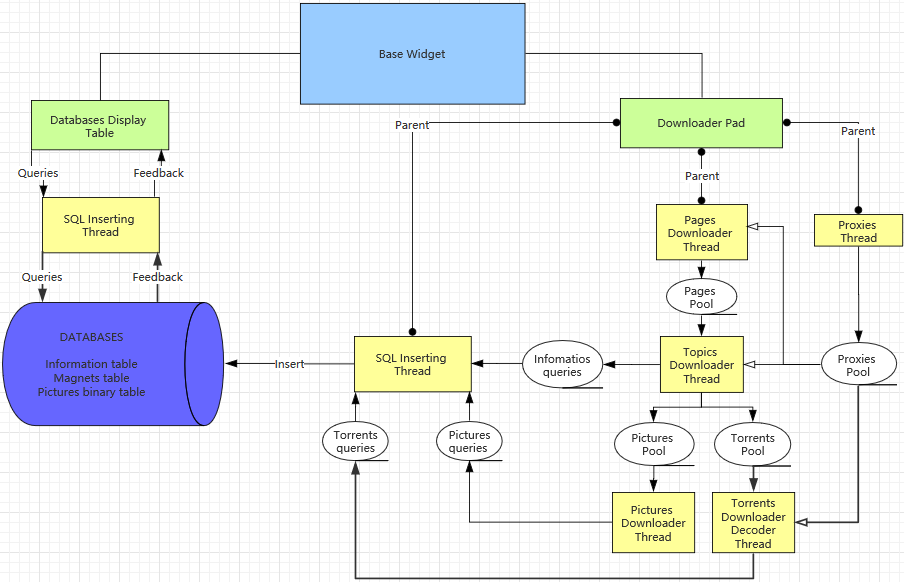 Base Widget
Databases Display
Table
Downloader Pad
Parent
Parent
Parent
Queries
Feedback
SQL Inserting
Thread
Pages
Downloader
Thread
Proxies
Thread
Queries
Feedback
Pages
Pool
DATABASES
Information table
Magnets table
Pictures binary table
Insert
SQL Inserting
Thread
Infomatios
queries
Topics
Downloader
Thread
Proxies
Pool
Torrents
queries
Pictures
queries
Pictures
Pool
Torrents
Pool
Pictures
Downloader
Thread
Torrents
Downloader
Decoder
Thread